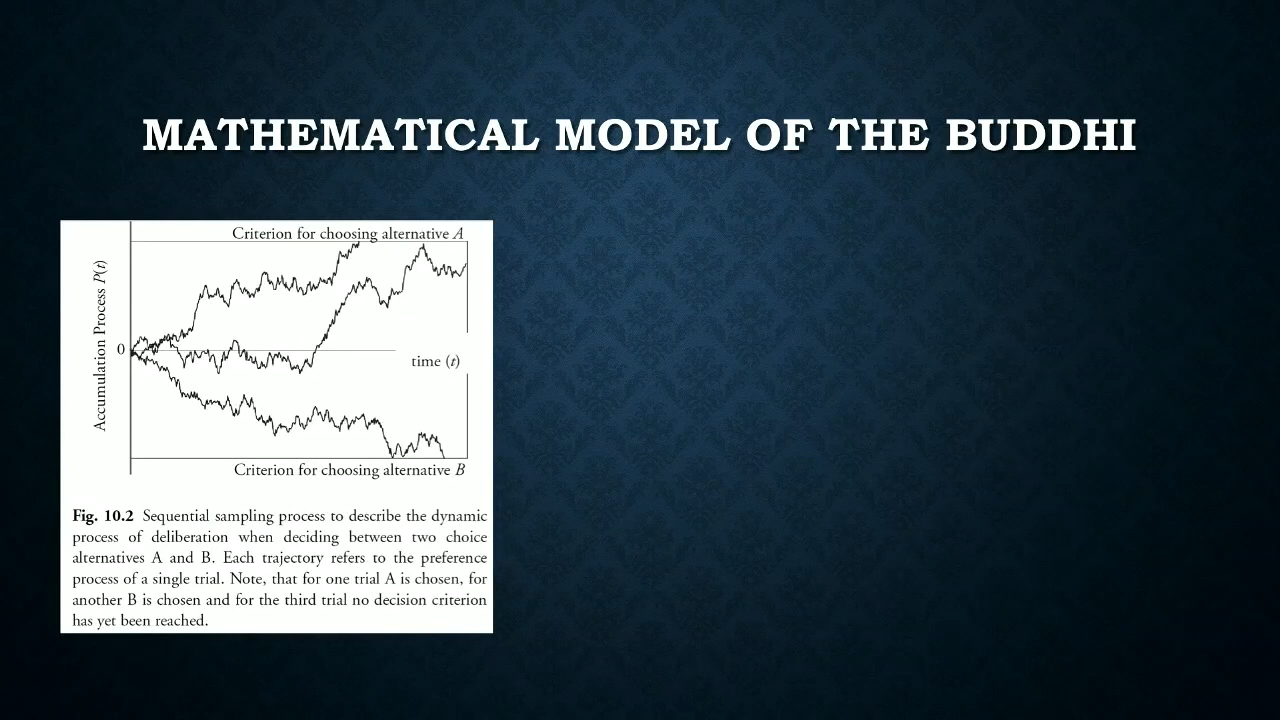 MATHEMATICAL MODEL OF THE BUDDHI
Criterion for choosing alternative A
Accumulation Process P(t)
0
time (t)
Criterion for choosing alternative B
Fig. 10.2 Sequential sampling process to describe the dynamic
process of deliberation when deciding between two choice
alternatives A and B. Each trajectory refers to the preference
process of a single trial. Note, that for one trial A is chosen, for
another B is chosen and for the third trial no decision criterion
has yet been reached.